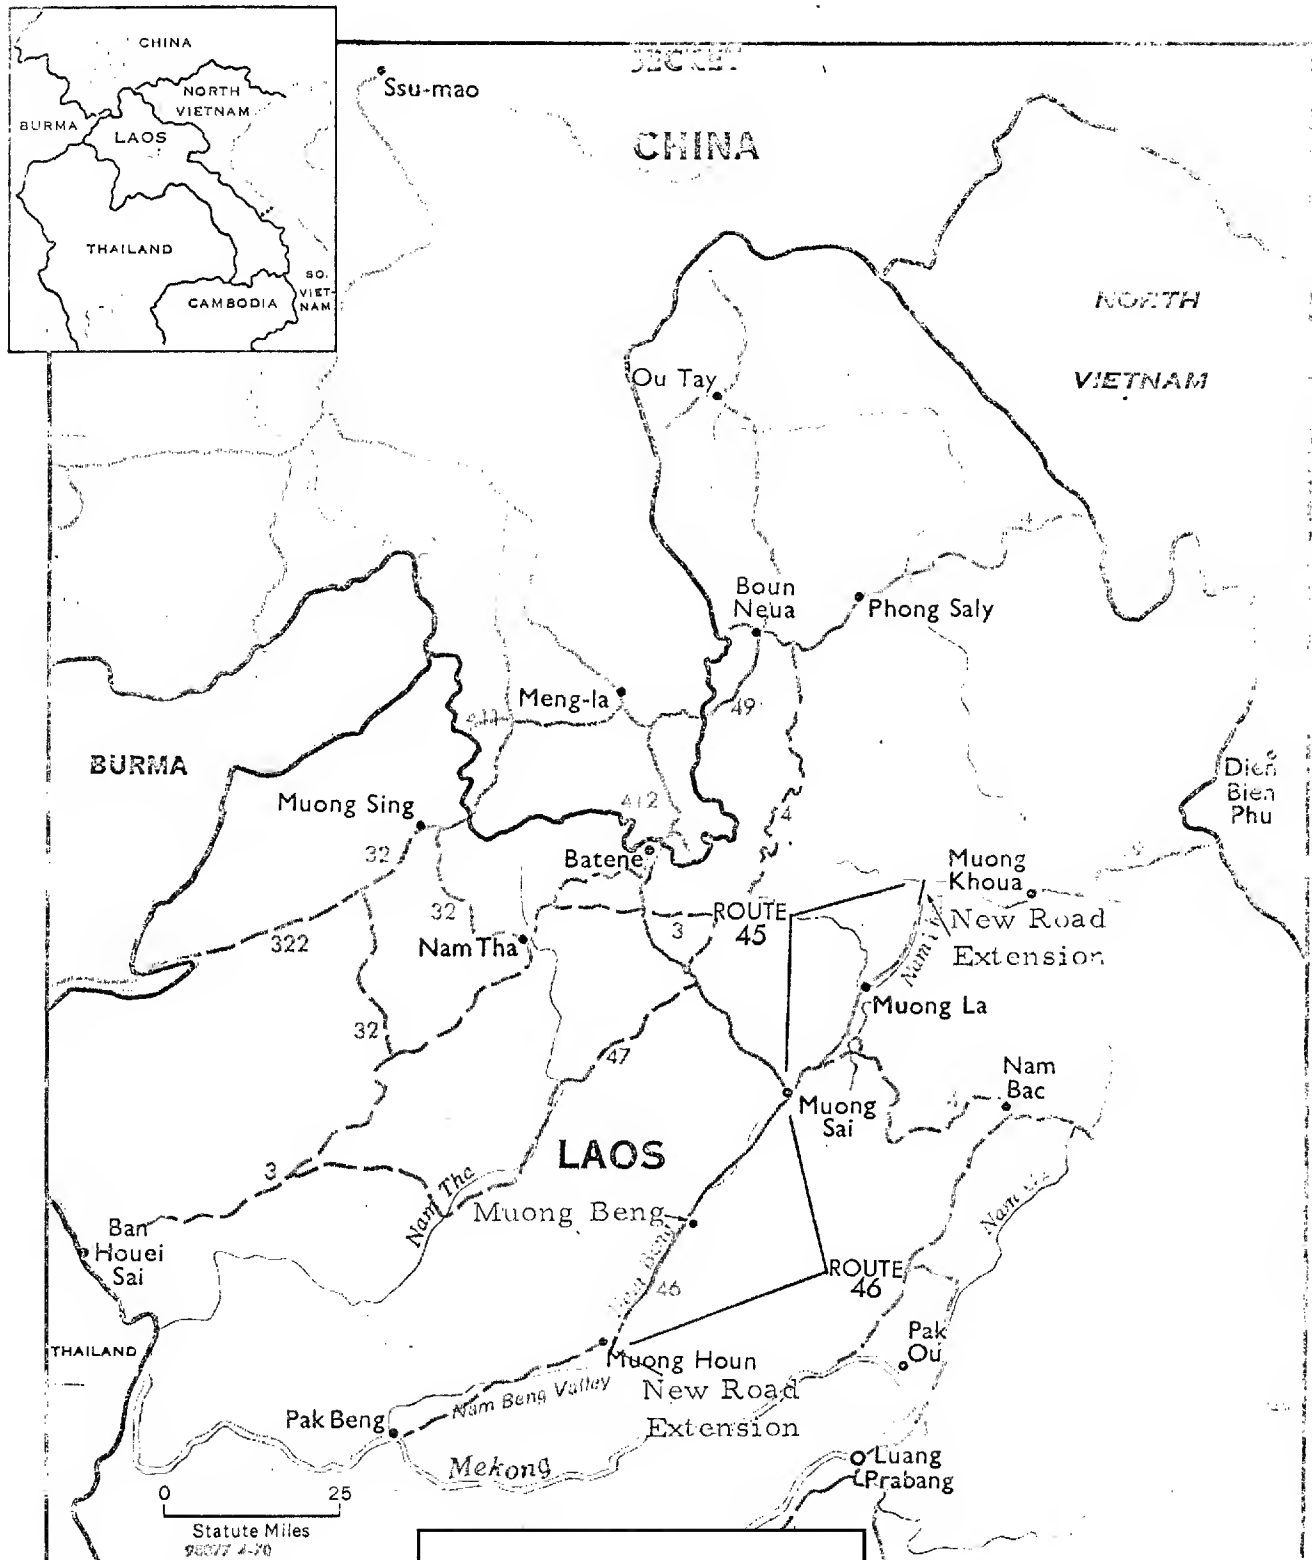 CHINA
NORTH
VIETNAM
BURMA
LAOS
THAILAND
CAMBODIA
SO.
VIET-
NAM
SECRET
Ssu-mao
CHINA
NORTH
VIETNAM
Ou Tay
4
Boun
Neua
Phong Saly
Meng-la
49
BURMA
Dien
Bien
Phu
Muong Sing
412
4
32
Batene
Muong
Khoua
32
ROUTE
45
New Road
Extension
322
Nam Tha
3
Muong La
32
47
Nam
Bac
4
Muong
Sai
LAOS
3
Nam Tha
Muong Beng
Ban
Houei
Sai
46
ROUTE
46
THAILAND
Pak
Ou
Muong Houn
Nam Beng Valley
New Road
Extension
Pak Beng
Mekong
Luang
Prabang
0 25
Statute Miles